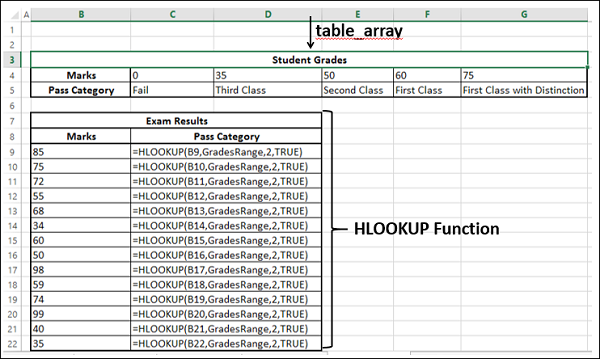 A B C D E F G
1 table_array
2
3 Student Grades
4 Marks 0 35 50 60 75
5 Pass Category Fail Third Class Second Class First Class First Class with Distinction
6
7 Exam Results
8 Marks Pass Category
9 85 =HLOOKUP(B9,GradesRange,2,TRUE)
10 75 =HLOOKUP(B10,GradesRange,2,TRUE)
11 72 =HLOOKUP(B11,GradesRange,2,TRUE)
12 55 =HLOOKUP(B12,GradesRange,2,TRUE)
13 68 =HLOOKUP(B13,GradesRange,2,TRUE)
14 34 =HLOOKUP(B14,GradesRange,2,TRUE)
15 60 =HLOOKUP(B15,GradesRange,2,TRUE) HLOOKUP Function
16 50 =HLOOKUP(B16,GradesRange,2,TRUE)
17 98 =HLOOKUP(B17,GradesRange,2,TRUE)
18 59 =HLOOKUP(B18,GradesRange,2,TRUE)
19 74 =HLOOKUP(B19,GradesRange,2,TRUE)
20 99 =HLOOKUP(B20,GradesRange,2,TRUE)
21 40 =HLOOKUP(B21,GradesRange,2,TRUE)
22 35 =HLOOKUP(B22,GradesRange,2,TRUE)